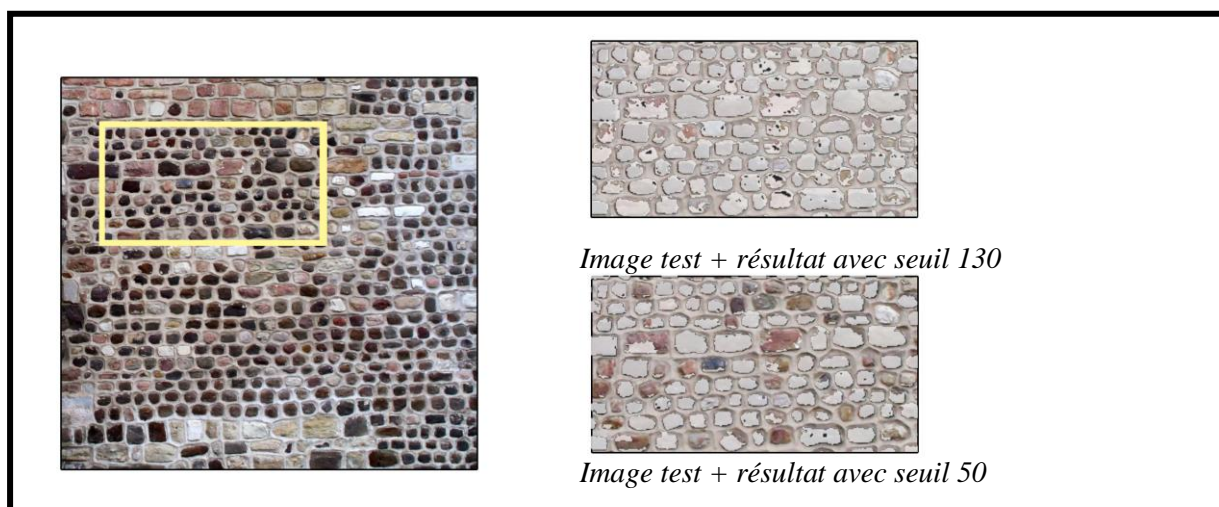 Image test + résultat avec seuil 130
Image test + résultat avec seuil 50